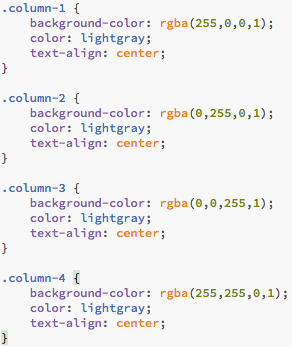 .column-1 {
    background-color: rgba(255,0,0,1);
    color: lightgray;
    text-align: center;
}

.column-2 {
    background-color: rgba(0,255,0,1);
    color: lightgray;
    text-align: center;
}

.column-3 {
    background-color: rgba(0,0,255,1);
    color: lightgray;
    text-align: center;
}

.column-4 {
    background-color: rgba(255,255,0,1);
    color: lightgray;
    text-align: center;
}